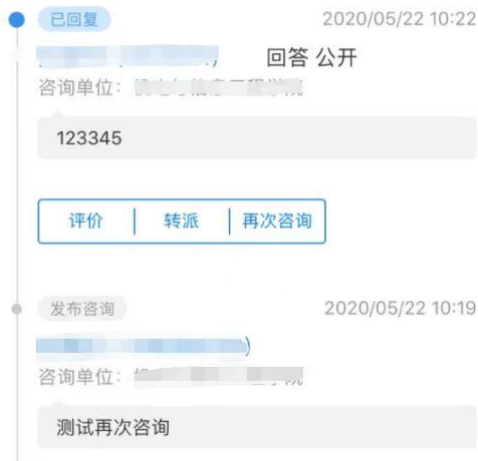 已回复 2020/05/22 10:22
回答 公开
咨询单位：
123345
评价 转派 再次咨询
发布咨询 2020/05/22 10:19
咨询单位：
测试再次咨询